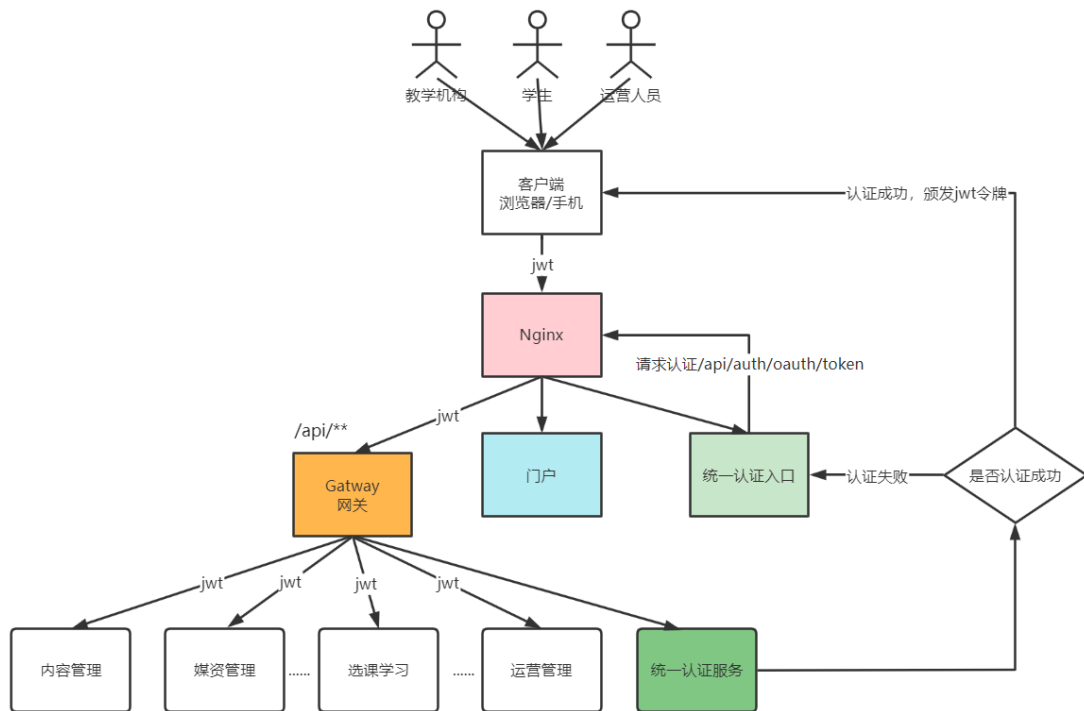 教学机构
学生
运营人员
客户端
浏览器/手机
认证成功，颁发jwt令牌
jwt
Nginx
请求认证/api/auth/oauth/token
jwt
/api/**
Gatway
网关
门户
统一认证入口
认证失败
是否认证成功
jwt
jwt
jwt
jwt
内容管理
媒资管理
......
选课学习
......
运营管理
统一认证服务